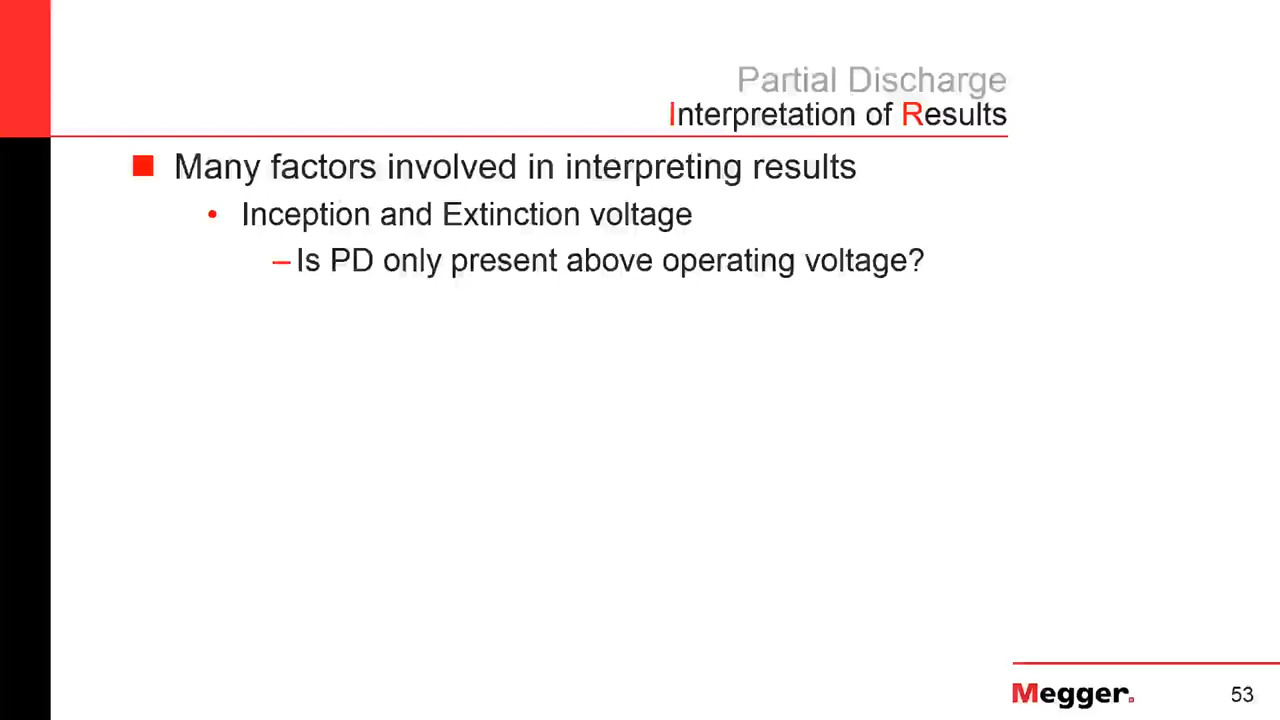 Partial Discharge
Interpretation of Results
Many factors involved in interpreting results
• Inception and Extinction voltage
– Is PD only present above operating voltage?
Megger.
53